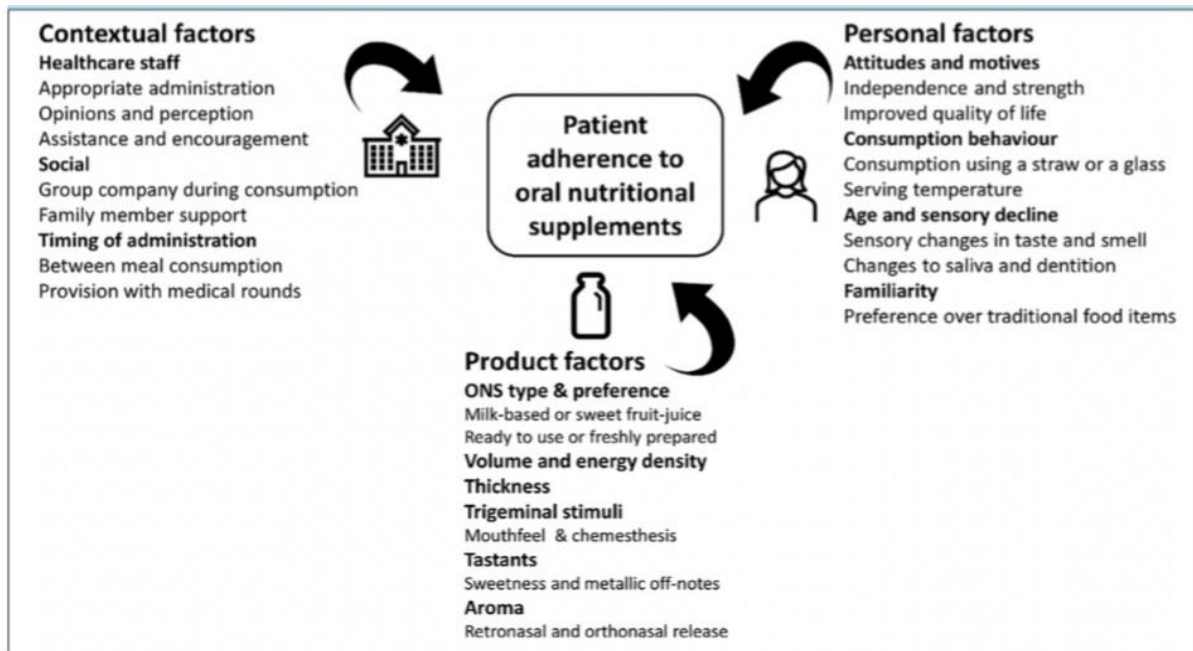 Contextual factors
Healthcare staff
Appropriate administration
Opinions and perception
Assistance and encouragement
Social
Group company during consumption
Family member support
Timing of administration
Between meal consumption
Provision with medical rounds
Patient
adherence to
oral nutritional
supplements
Personal factors
Attitudes and motives
Independence and strength
Improved quality of life
Consumption behaviour
Consumption using a straw or a glass
Serving temperature
Age and sensory decline
Sensory changes in taste and smell
Changes to saliva and dentition
Familiarity
Preference over traditional food items
Product factors
ONS type & preference
Milk-based or sweet fruit-juice
Ready to use or freshly prepared
Volume and energy density
Thickness
Trigeminal stimuli
Mouthfeel & chemesthesis
Tastants
Sweetness and metallic off-notes
Aroma
Retronasal and orthonasal release